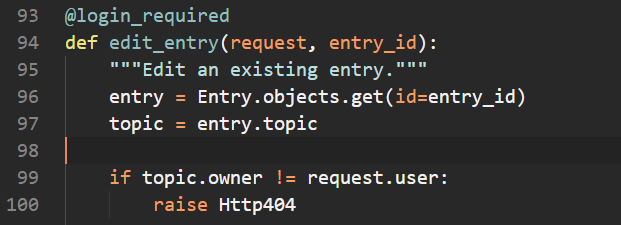 93 @login_required
94 def edit_entry(request, entry_id):
95     """Edit an existing entry."""
96     entry = Entry.objects.get(id=entry_id)
97     topic = entry.topic
98
99     if topic.owner != request.user:
100         raise Http404